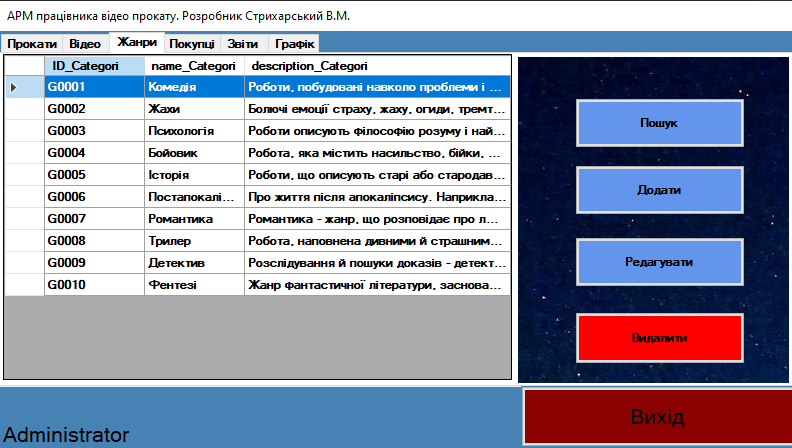 АРМ працівника відео прокату. Розробник Стрихарський В.М.
Прокати Відео Жанри Покупці Звіти Графік
ID_Categori name_Categori description_Categori
G0001 Комедія Роботи, побудовані навколо проблеми і ...
G0002 Жахи Болючі емоції страху, жаху, огиди, тремт...
G0003 Психологія Роботи описують філософію розуму і най...
G0004 Бойовик Робота, яка містить насильство, бійки, ...
G0005 Історія Роботи, що описують старі або стародав...
G0006 Постапокалі... Про життя після апокаліпсису. Наприкла...
G0007 Романтика Романтика - жанр, що розповідає про л...
G0008 Трилер Робота, наповнена дивними й страшним...
G0009 Детектив Розслідування й пошуки доказів - детект...
G0010 Фентезі Жанр фантастичної літератури, заснова...
Пошук
Додати
Редагувати
Видалити
Administrator
Вихід